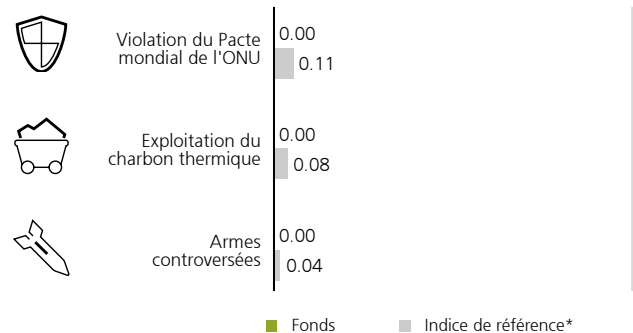 Violation du Pacte
mondial de l'ONU
0.00
0.11
Exploitation du
charbon thermique
0.00
0.08
Armes
controversées
0.00
0.04
Fonds
Indice de référence*